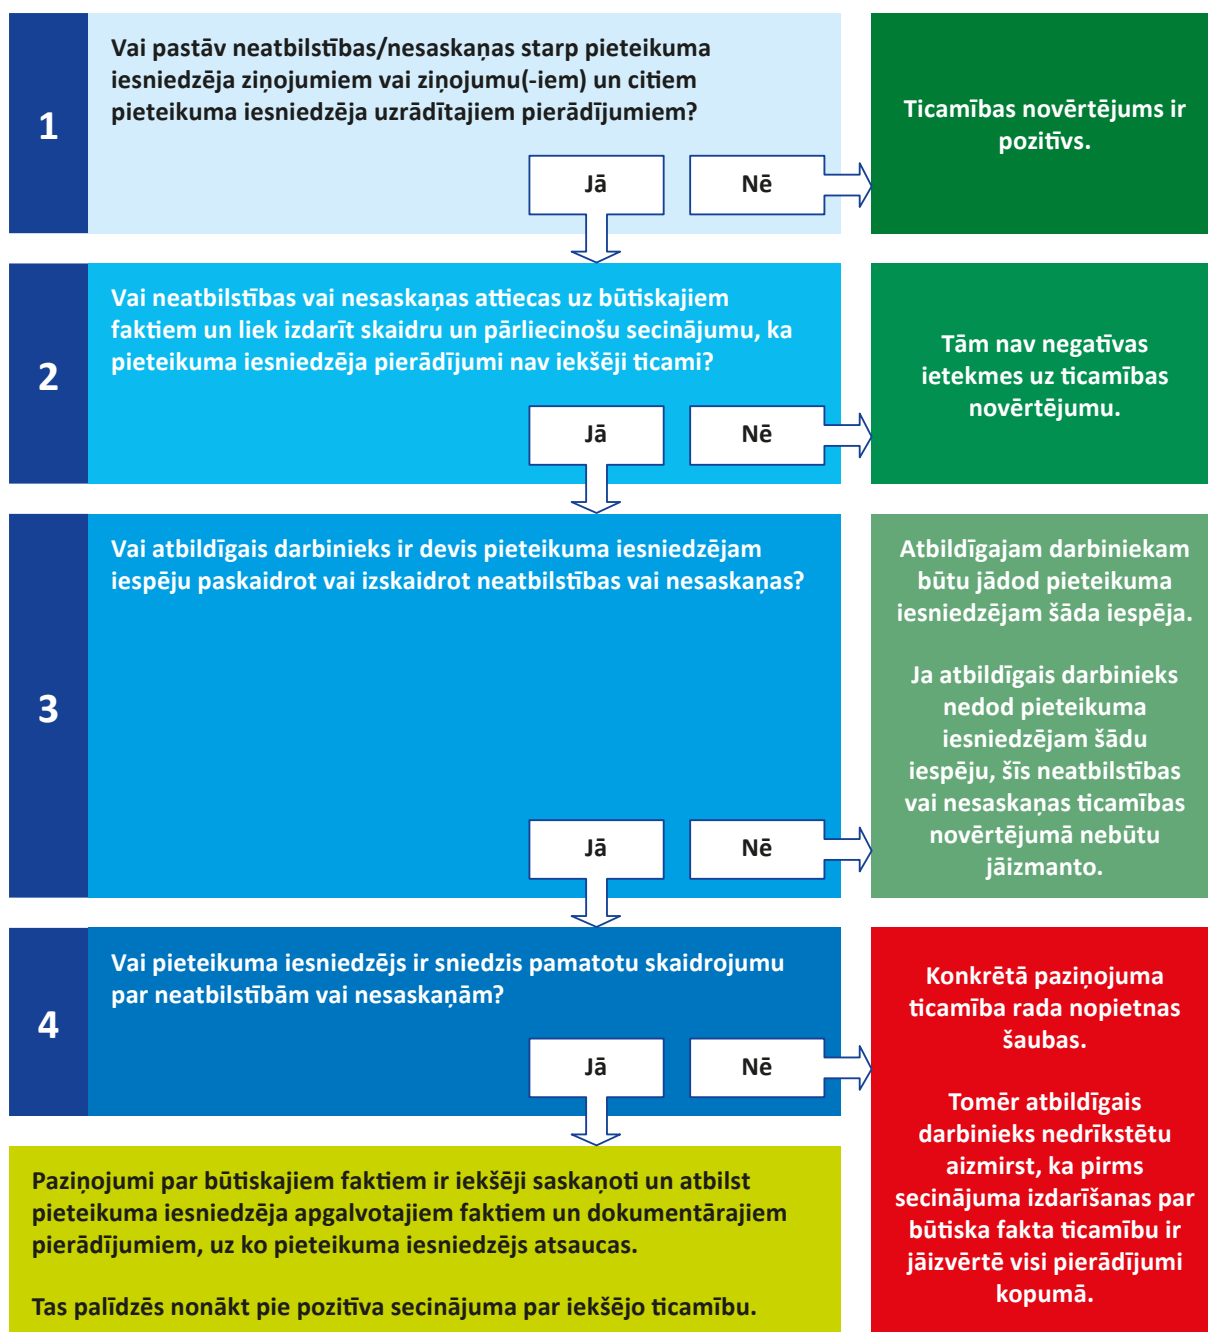 1
Vai pastāv neatbilstības/nesaskaņas starp pieteikuma
iesniedzēja ziņojumiem vai ziņojumu(-iem) un citiem
pieteikuma iesniedzēja uzrādītajiem pierādījumiem?
Jā
Nē
Ticamības novērtējums ir
pozitīvs.
2
Vai neatbilstības vai nesaskaņas attiecas uz būtiskajiem
faktiem un liek izdarīt skaidru un pārliecinošu secinājumu, ka
pieteikuma iesniedzēja pierādījumi nav iekšēji ticami?
Jā
Nē
Tām nav negatīvas
ietekmes uz ticamības
novērtējumu.
3
Vai atbildīgais darbinieks ir devis pieteikuma iesniedzējam
iespēju paskaidrot vai izskaidrot neatbilstības vai nesaskaņas?
Jā
Nē
Atbildīgajam darbiniekam
būtu jādod pieteikuma
iesniedzējam šāda iespēja.
Ja atbildīgais darbinieks
nedod pieteikuma
iesniedzējam šādu
iespēju, šīs neatbilstības
vai nesaskaņas ticamības
novērtējumā nebūtu
jāizmanto.
4
Vai pieteikuma iesniedzējs ir sniedzis pamatotu skaidrojumu
par neatbilstībām vai nesaskaņām?
Jā
Nē
Konkrētā paziņojuma
ticamība rada nopietnas
šaubas.
Tomēr atbildīgais
darbinieks nedrīkstētu
aizmirst, ka pirms
secinājuma izdarīšanas par
būtiska fakta ticamību ir
jāizvērtē visi pierādījumi
kopumā.
Paziņojumi par būtiskajiem faktiem ir iekšēji saskaņoti un atbilst
pieteikuma iesniedzēja apgalvotajiem faktiem un dokumentārajiem
pierādījumiem, uz ko pieteikuma iesniedzējs atsaucas.
Tas palīdzēs nonākt pie pozitīva secinājuma par iekšējo ticamību.